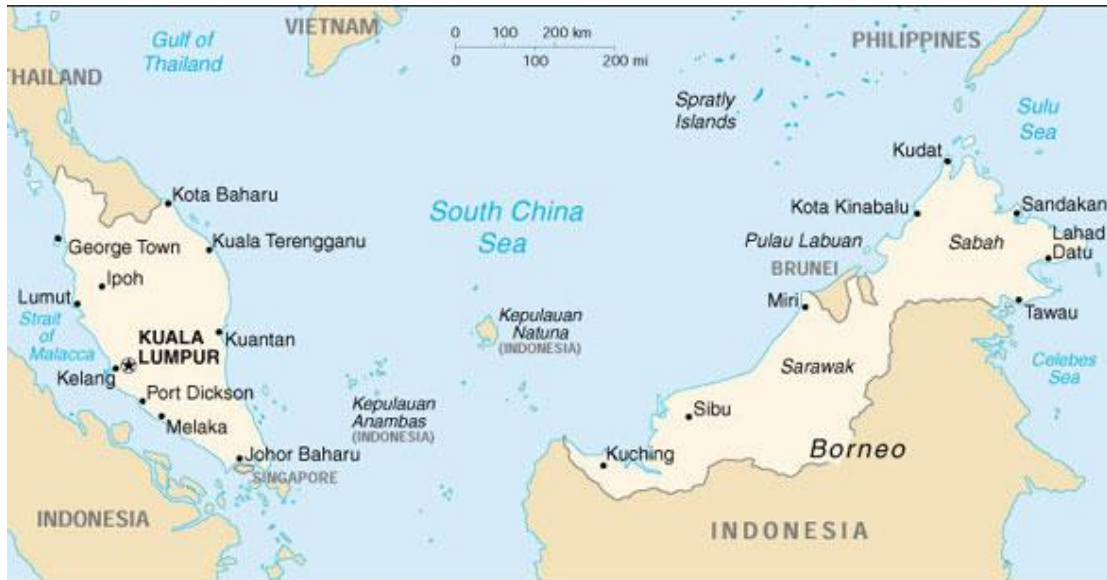 VIETNAM
Gulf of
Thailand
THAILAND
0 100 200 km
0 100 200 mi
PHILIPPINES
Spratly
Islands
Sulu
Sea
Kudat
Kota Baharu
South China
Sea
Kota Kinabalu
Sandakan
George Town
Kuala Terengganu
Pulau Labuan
Sabah
Lahad
Datu
BRUNEI
Ipoh
Lumut
Miri
Tawau
Strait
of
Malacca
KUALA
LUMPUR
Kuantan
Kepulauan
Natuna
(INDONESIA)
Sarawak
Celebes
Sea
Kelang
Port Dickson
Melaka
Kepulauan
Anambas
(INDONESIA)
Sibu
Johor Baharu
SINGAPORE
Kuching
Borneo
INDONESIA
INDONESIA